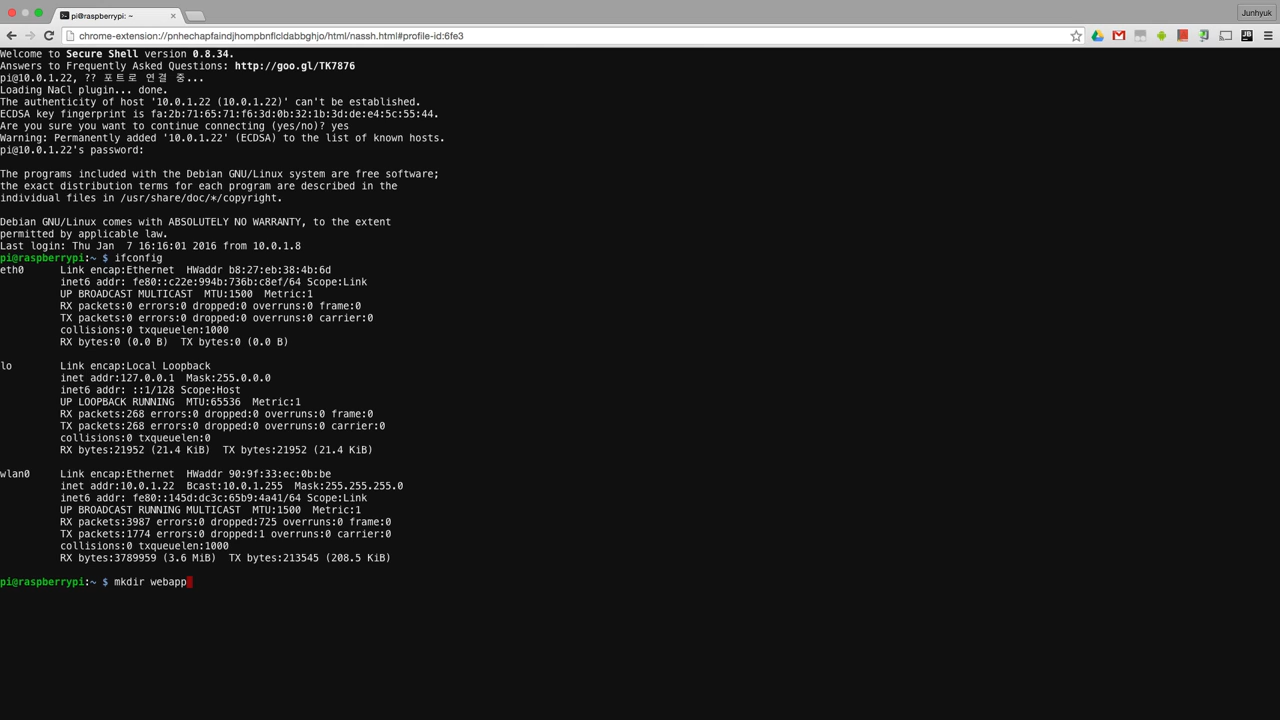 pi@raspberrypi: ~
Junhyuk
chrome-extension://pnhechapfaindjhompbnflcldabbghjo/html/nassh.html#profile-id:6fe3
Welcome to Secure Shell version 0.8.34.
Answers to Frequently Asked Questions: http://goo.gl/TK7876
pi@10.0.1.22, ?? 포트로 연결 중...
Loading NaCl plugin... done.
The authenticity of host '10.0.1.22 (10.0.1.22)' can't be established.
ECDSA key fingerprint is fa:2b:71:65:71:f6:3d:0b:32:1b:3d:de:e4:5c:55:44.
Are you sure you want to continue connecting (yes/no)? yes
Warning: Permanently added '10.0.1.22' (ECDSA) to the list of known hosts.
pi@10.0.1.22's password:
The programs included with the Debian GNU/Linux system are free software;
the exact distribution terms for each program are described in the
individual files in /usr/share/doc/*/copyright.
Debian GNU/Linux comes with ABSOLUTELY NO WARRANTY, to the extent
permitted by applicable law.
Last login: Thu Jan  7 16:16:01 2016 from 10.0.1.8
pi@raspberrypi:~ $ ifconfig
eth0      Link encap:Ethernet  HWaddr b8:27:eb:38:4b:6d
inet6 addr: fe80::c22e:994b:736b:c8ef/64 Scope:Link
UP BROADCAST MULTICAST  MTU:1500  Metric:1
RX packets:0 errors:0 dropped:0 overruns:0 frame:0
TX packets:0 errors:0 dropped:0 overruns:0 carrier:0
collisions:0 txqueuelen:1000
RX bytes:0 (0.0 B)  TX bytes:0 (0.0 B)
lo        Link encap:Local Loopback
inet addr:127.0.0.1  Mask:255.0.0.0
inet6 addr: ::1/128 Scope:Host
UP LOOPBACK RUNNING  MTU:65536  Metric:1
RX packets:268 errors:0 dropped:0 overruns:0 frame:0
TX packets:268 errors:0 dropped:0 overruns:0 carrier:0
collisions:0 txqueuelen:0
RX bytes:21952 (21.4 KiB)  TX bytes:21952 (21.4 KiB)
wlan0     Link encap:Ethernet  HWaddr 90:9f:33:ec:0b:be
inet addr:10.0.1.22  Bcast:10.0.1.255  Mask:255.255.255.0
inet6 addr: fe80::145d:dc3c:65b9:4a41/64 Scope:Link
UP BROADCAST RUNNING MULTICAST  MTU:1500  Metric:1
RX packets:3987 errors:0 dropped:725 overruns:0 frame:0
TX packets:1774 errors:0 dropped:1 overruns:0 carrier:0
collisions:0 txqueuelen:1000
RX bytes:3789959 (3.6 MiB)  TX bytes:213545 (208.5 KiB)
pi@raspberrypi:~ $ mkdir webapp